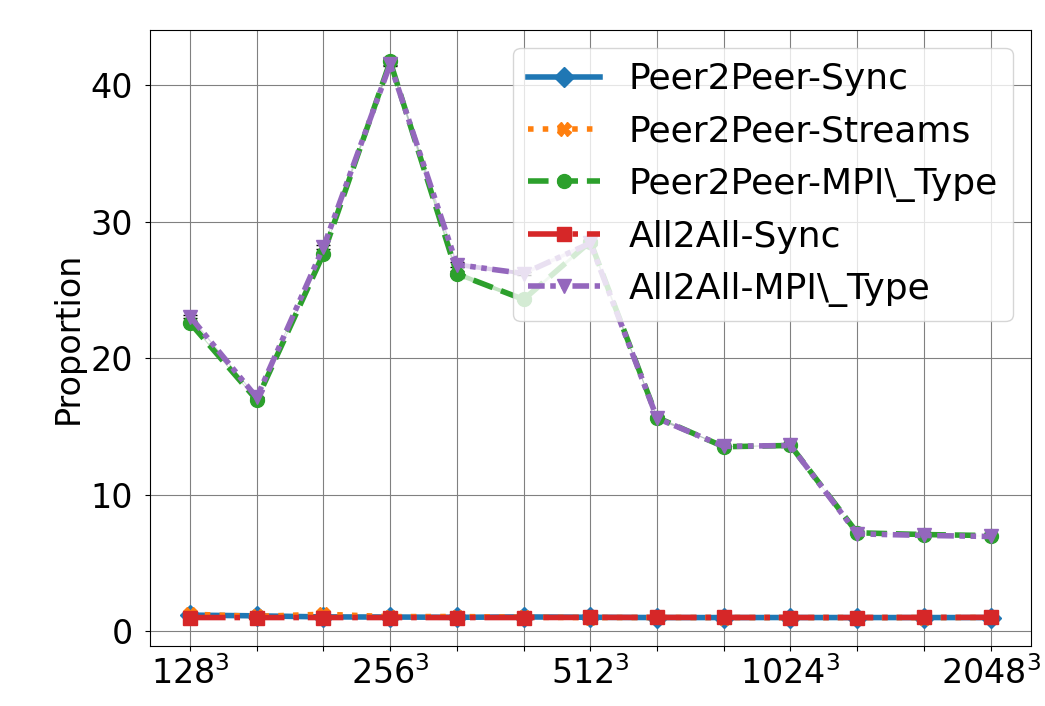 Proportion
40
30
20
10
0
128³
256³
512³
1024³
2048³
Peer2Peer-Sync
Peer2Peer-Streams
Peer2Peer-MPI\_Type
All2All-Sync
All2All-MPI\_Type